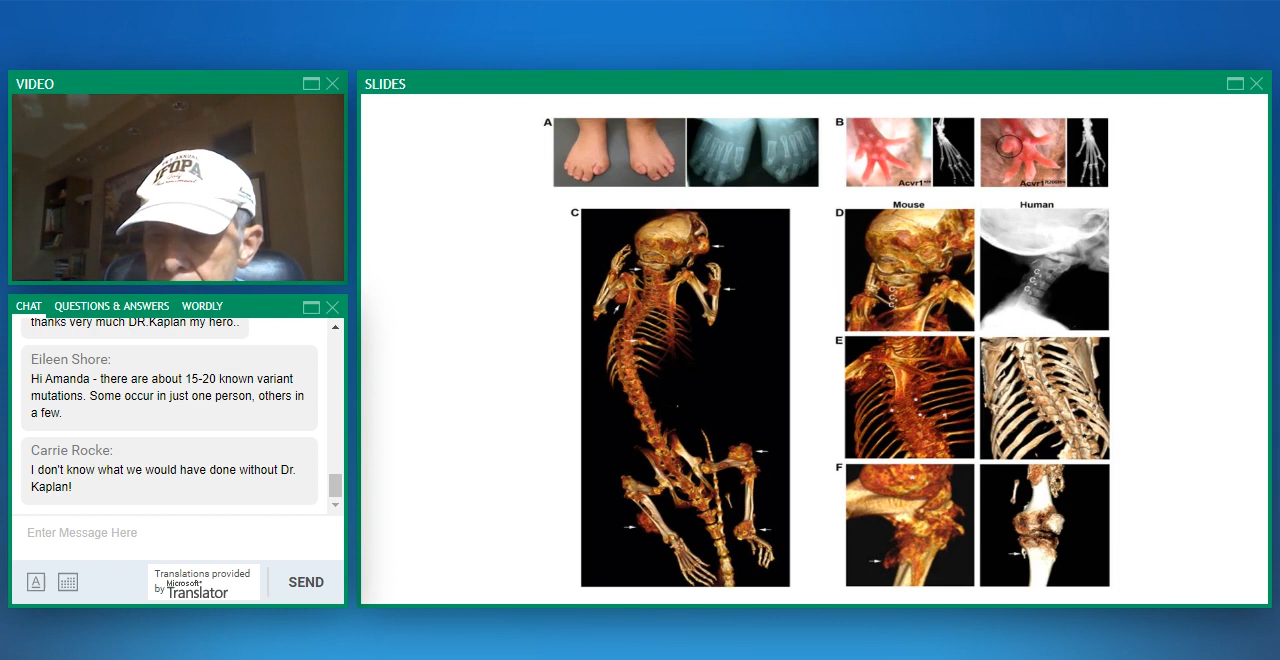 VIDEO
IFOPA
CHAT QUESTIONS & ANSWERS WORDLY
thanks very much DR.Kaplan my hero..
Eileen Shore:
Hi Amanda - there are about 15-20 known variant
mutations. Some occur in just one person, others in
a few.
Carrie Rocke:
I don't know what we would have done without Dr.
Kaplan!
Enter Message Here
A
Translations provided
by Microsoft®
Translator
SEND
SLIDES
A
B
Acvr1
Acvr1
C
D
Mouse Human
C
C
C
C
C
C
E
F